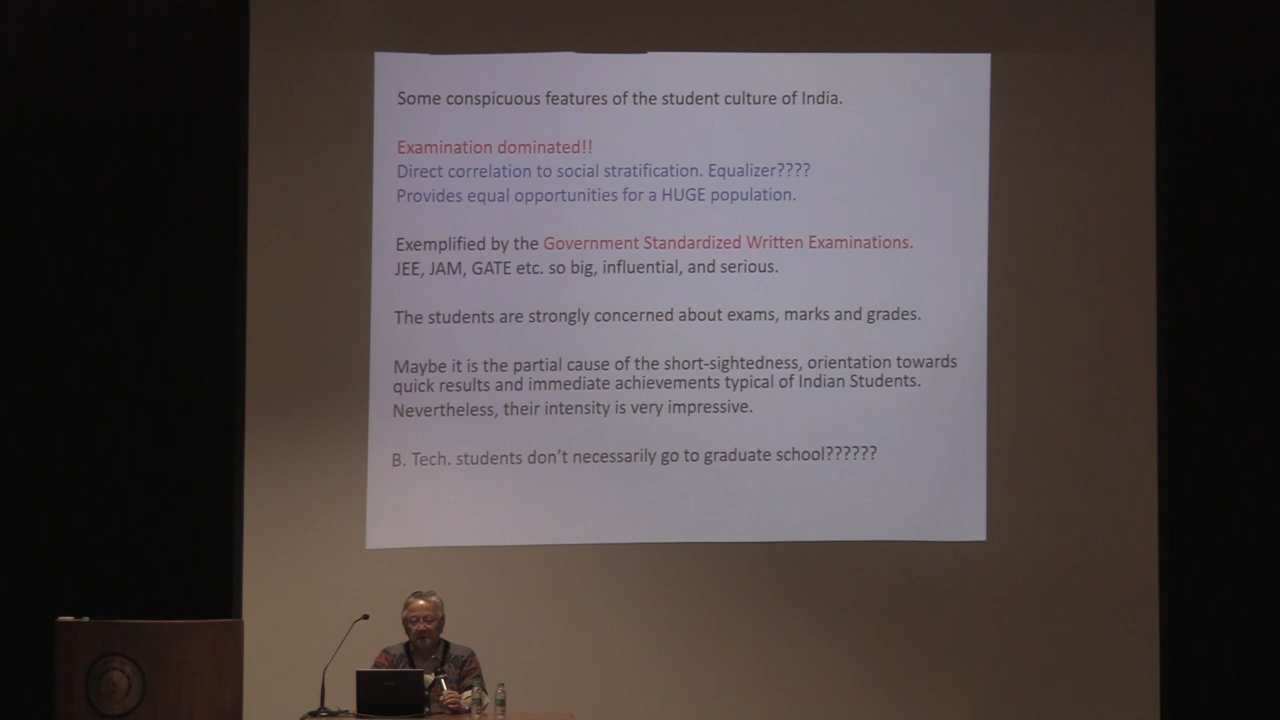 Some conspicuous features of the student culture of India.
Examination dominated!!
Direct correlation to social stratification. Equalizer????
Provides equal opportunities for a HUGE population.
Exemplified by the Government Standardized Written Examinations.
JEE, JAM, GATE etc. so big, influential, and serious.
The students are strongly concerned about exams, marks and grades.
Maybe it is the partial cause of the short-sightedness, orientation towards
quick results and immediate achievements typical of Indian Students.
Nevertheless, their intensity is very impressive.
B. Tech. students don’t necessarily go to graduate school??????